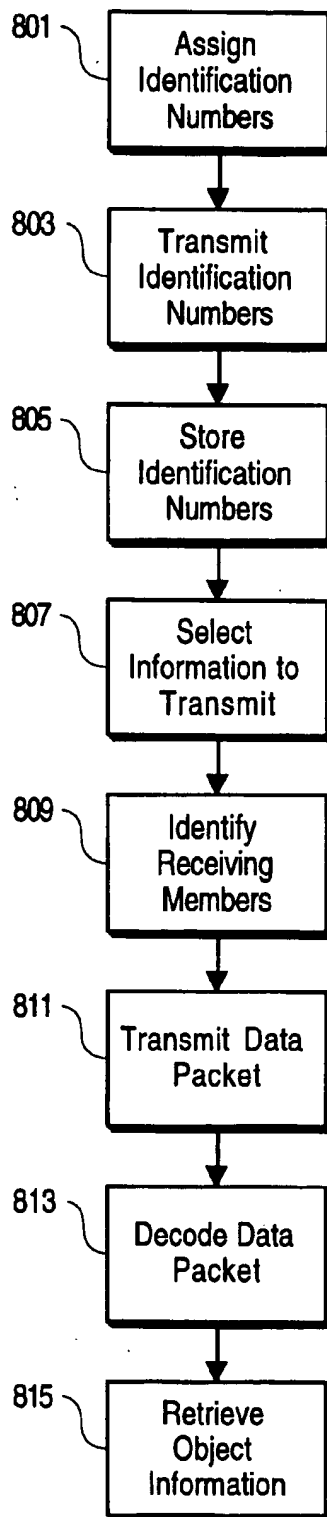 801
Assign
Identification
Numbers
803
Transmit
Identification
Numbers
805
Store
Identification
Numbers
807
Select
Information to
Transmit
809
Identify
Receiving
Members
811
Transmit Data
Packet
813
Decode Data
Packet
815
Retrieve
Object
Information